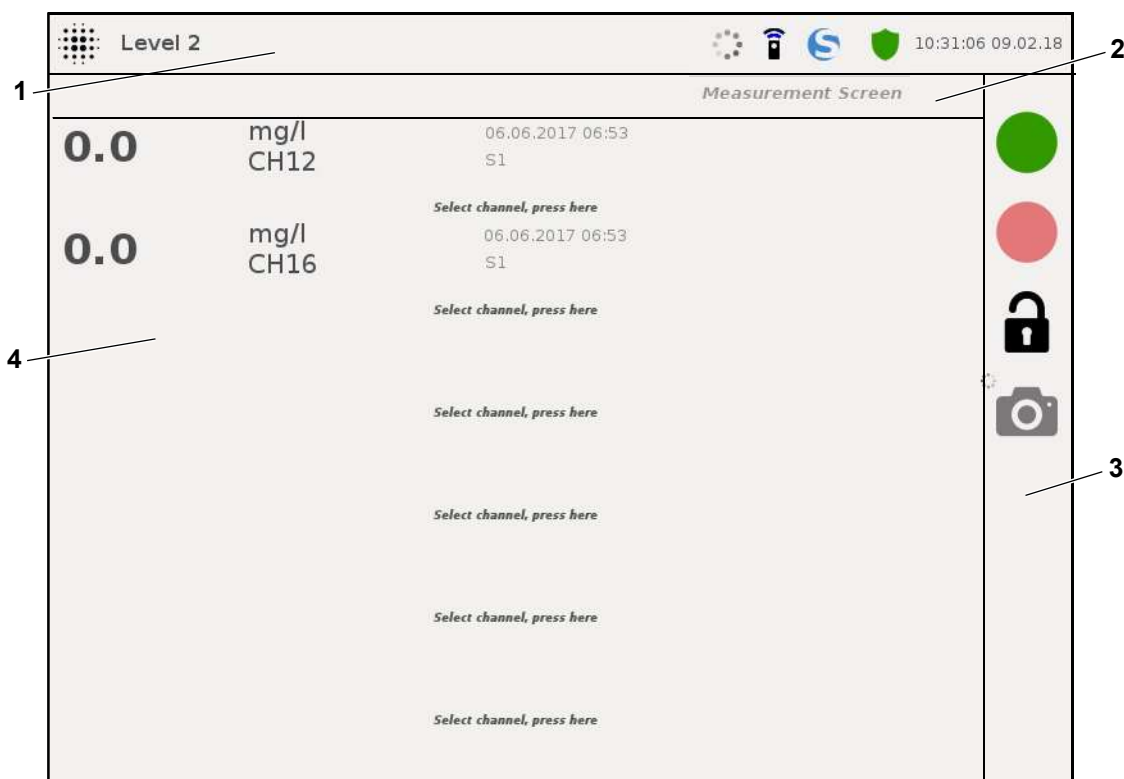 Level 2
10:31:06 09.02.18
2
1
Measurement Screen
0.0
mg/l
CH12
06.06.2017 06:53
S1
Select channel, press here
0.0
mg/l
CH16
06.06.2017 06:53
S1
Select channel, press here
4
Select channel, press here
3
Select channel, press here
Select channel, press here
Select channel, press here